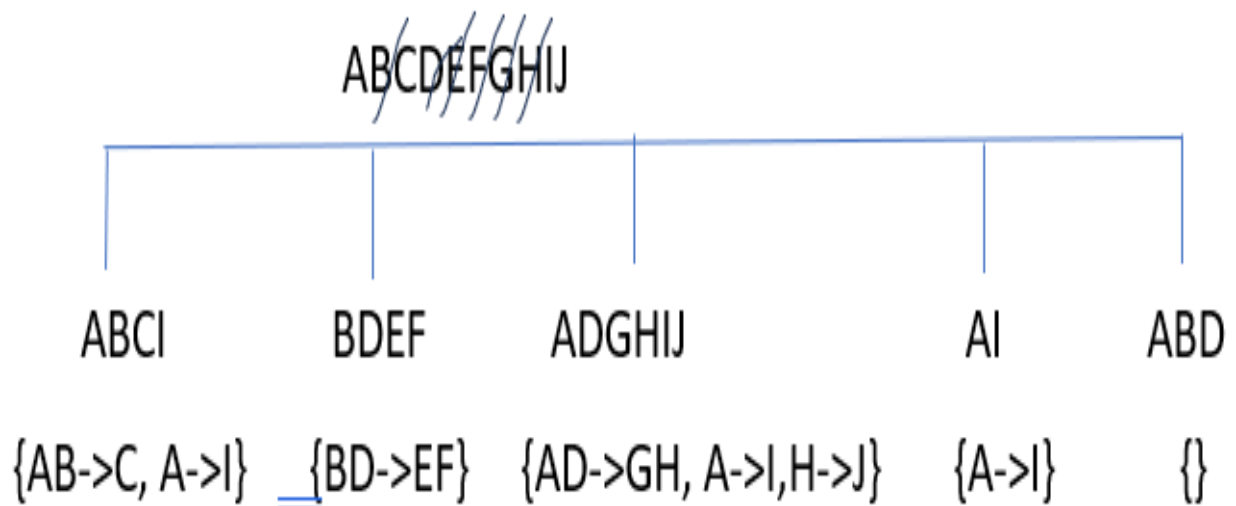 ABCDEFGHIJ
ABCI BDEF ADGHIJ AI ABD
{AB->C, A->I} {BD->EF} {AD->GH, A->I,H->J} {A->I} {}